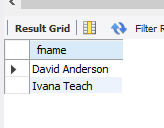 Result Grid Filter R
fname
David Anderson
Ivana Teach